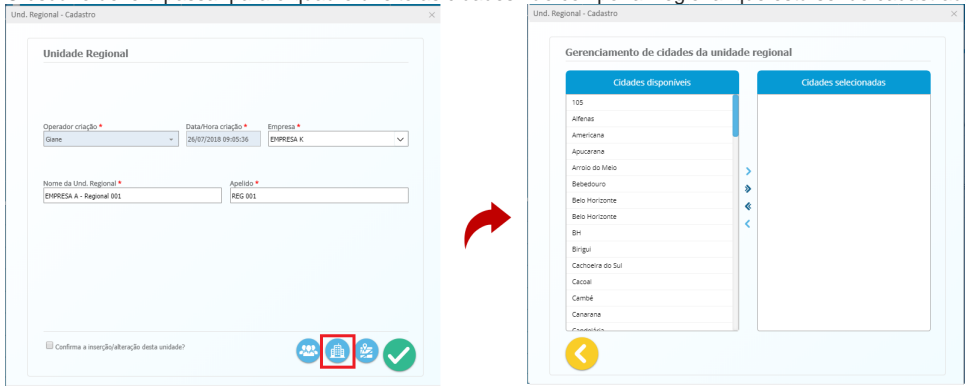 Und. Regional - Cadastro
Unidade Regional
Operador criação *
Data/Hora criação *
Empresa *
Giane
26/07/2018 09:05:36
EMPRESA K
Nome da Und. Regional *
Apelido *
EMPRESA A - Regional 001
REG 001
Confirma a inserção/alteração desta unidade?
Und. Regional - Cadastro
Gerenciamento de cidades da unidade regional
Cidades disponíveis
Cidades selecionadas
105
Alfenas
Americana
Apucarana
Arroio do Meio
Bebedouro
Belo Horizonte
Belo Horizonte
BH
Birigui
Cachoeira do Sul
Cacoal
Cambé
Canarana